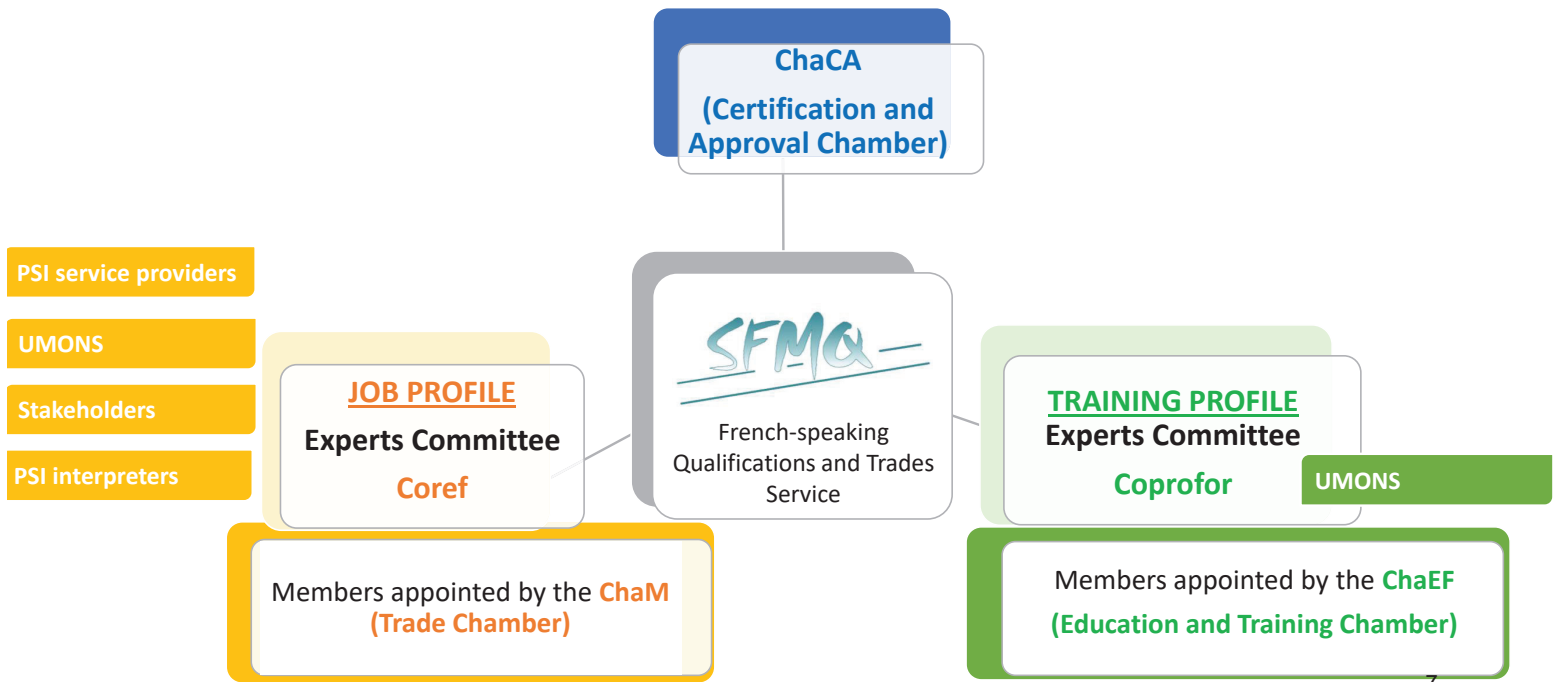 ChaCA
(Certification and
Approval Chamber)
PSI service providers
UMONS
Stakeholders
PSI interpreters
JOB PROFILE
Experts Committee
Coref
Members appointed by the ChaM
(Trade Chamber)
SFMQ
French-speaking
Qualifications and Trades
Service
TRAINING PROFILE
Experts Committee
Coprofor
UMONS
Members appointed by the ChaEF
(Education and Training Chamber)
7